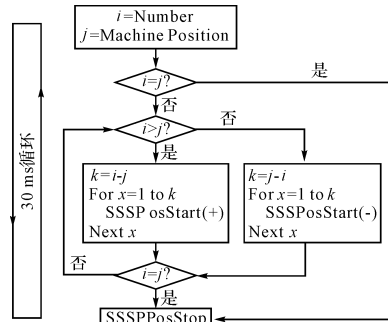 i=Number
j=Machine Position
i=j?
是
否
i>j?
否
是
k=i-j
For x=1 to k
SSSP osStart(+)
Next x
k=j-i
For x=1 to k
SSSPosStart(-)
Next x
否
i=j?
是
SSSPPosStop
30 ms循环